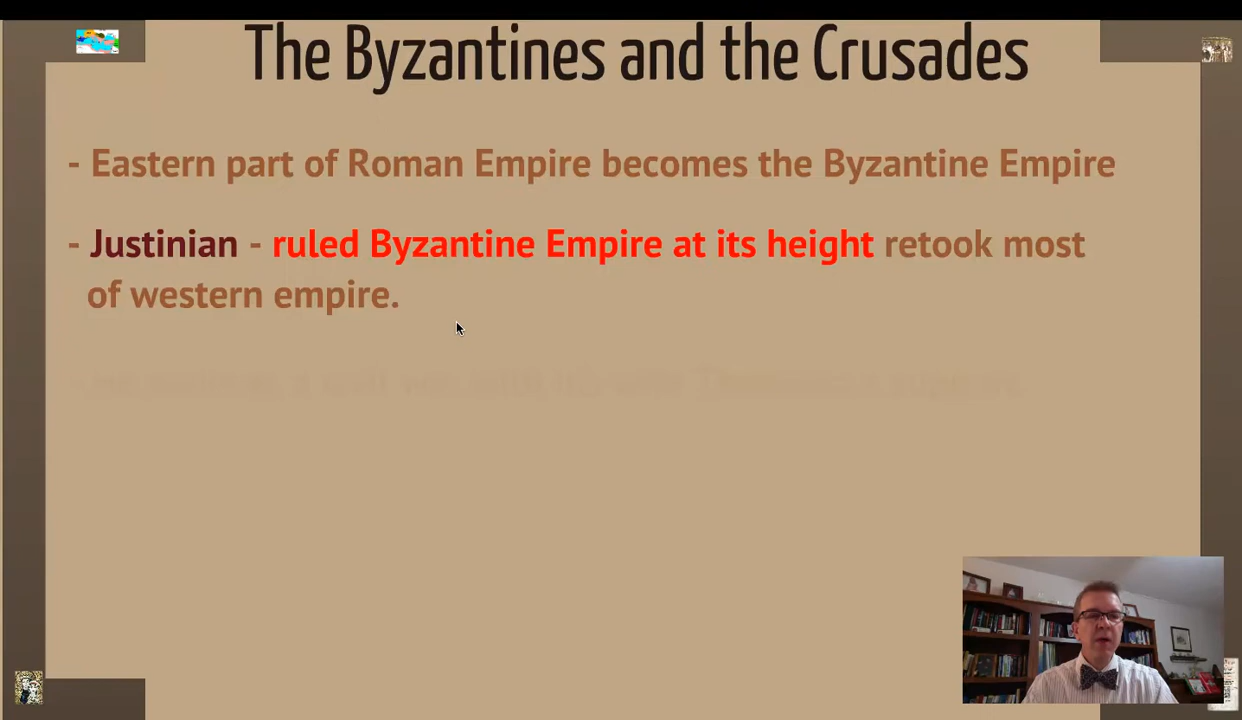 The Byzantines and the Crusades
- Eastern part of Roman Empire becomes the Byzantine Empire
- Justinian - ruled Byzantine Empire at its height retook most
of western empire.